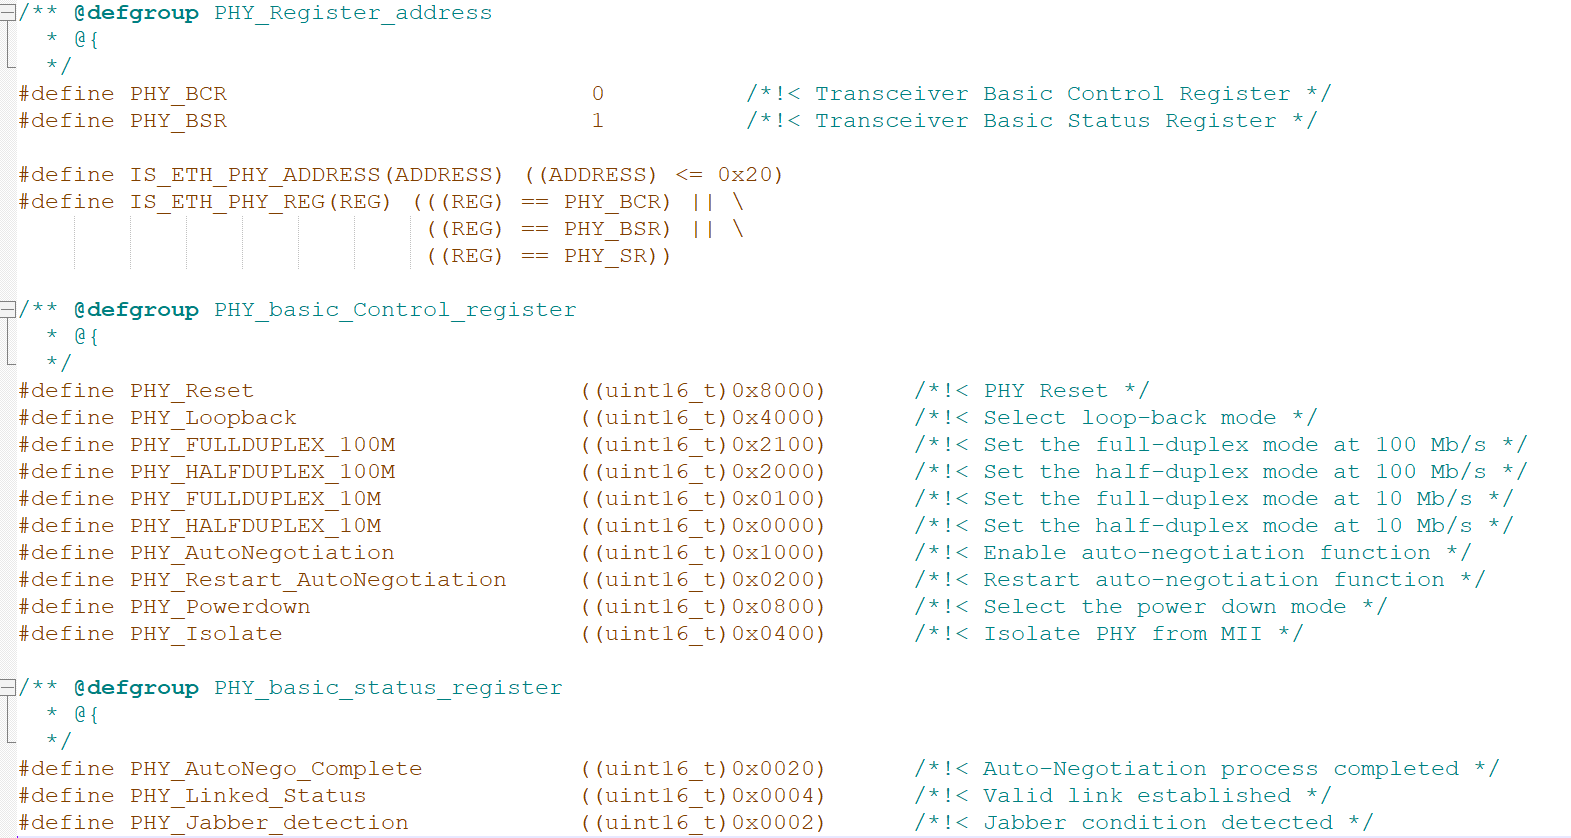 /** @defgroup PHY_Register_address
  * @{
  */
#define PHY_BCR                          0          /*!< Transceiver Basic Control Register */
#define PHY_BSR                          1          /*!< Transceiver Basic Status Register */
#define IS_ETH_PHY_ADDRESS(ADDRESS) ((ADDRESS) <= 0x20)
#define IS_ETH_PHY_REG(REG) (((REG) == PHY_BCR) || \
                             ((REG) == PHY_BSR) || \
                             ((REG) == PHY_SR))
/** @defgroup PHY_basic_Control_register
  * @{
  */
#define PHY_Reset                       ((uint16_t)0x8000)      /*!< PHY Reset */
#define PHY_Loopback                    ((uint16_t)0x4000)      /*!< Select loop-back mode */
#define PHY_FULLDUPLEX_100M             ((uint16_t)0x2100)      /*!< Set the full-duplex mode at 100 Mb/s */
#define PHY_HALFDUPLEX_100M             ((uint16_t)0x2000)      /*!< Set the half-duplex mode at 100 Mb/s */
#define PHY_FULLDUPLEX_10M              ((uint16_t)0x0100)      /*!< Set the full-duplex mode at 10 Mb/s */
#define PHY_HALFDUPLEX_10M              ((uint16_t)0x0000)      /*!< Set the half-duplex mode at 10 Mb/s */
#define PHY_AutoNegotiation             ((uint16_t)0x1000)      /*!< Enable auto-negotiation function */
#define PHY_Restart_AutoNegotiation     ((uint16_t)0x0200)      /*!< Restart auto-negotiation function */
#define PHY_Powerdown                   ((uint16_t)0x0800)      /*!< Select the power down mode */
#define PHY_Isolate                     ((uint16_t)0x0400)      /*!< Isolate PHY from MII */
/** @defgroup PHY_basic_status_register
  * @{
  */
#define PHY_AutoNego_Complete           ((uint16_t)0x0020)      /*!< Auto-Negotiation process completed */
#define PHY_Linked_Status               ((uint16_t)0x0004)      /*!< Valid link established */
#define PHY_Jabber_detection            ((uint16_t)0x0002)      /*!< Jabber condition detected */